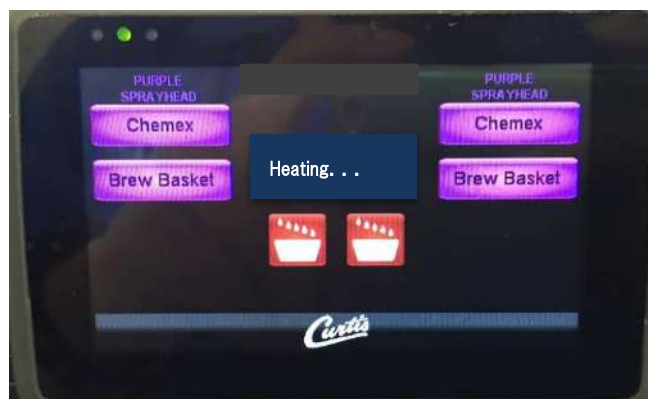 PURPLE
SPRAYHEAD
Chemex
Brew Basket
Heating. . .
PURPLE
SPRAYHEAD
Chemex
Brew Basket
Curtis